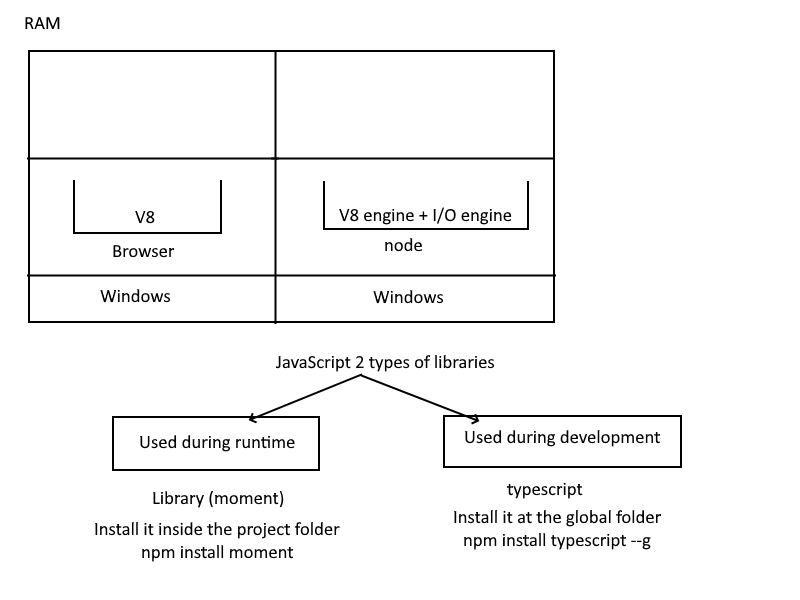 RAM
V8
V8 engine + I/O engine
Browser
node
Windows
Windows
JavaScript 2 types of libraries
Used during runtime
Used during development
Library (moment)
typescript
Install it inside the project folder
npm install moment
Install it at the global folder
npm install typescript --g